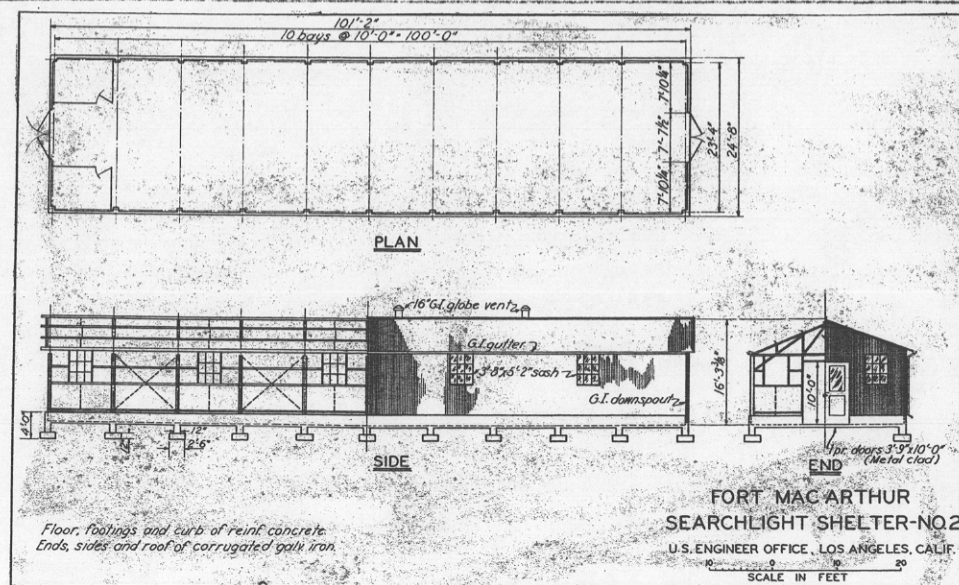 101'-2"
10 bays @ 10'-0" = 100'-0"
7'-10¼"
7'-7½"
7'-10¼"
23'-4"
24'-8"
PLAN
16" G.I. globe vent
G.I. gutter
3'-8"x5'-2" sash
G.I. downspout
16'-3⅜"
10'-0"
4'-0"
12"
2'-6"
1 pr. doors 3'-9"x10'-0"
(Metal clad)
SIDE
END
Floor, footings and curb of reinf. concrete.
Ends, sides and roof of corrugated galv. iron.
FORT MAC ARTHUR
SEARCHLIGHT SHELTER-NO.2
U.S. ENGINEER OFFICE, LOS ANGELES, CALIF.
10 0 10 20
SCALE IN FEET